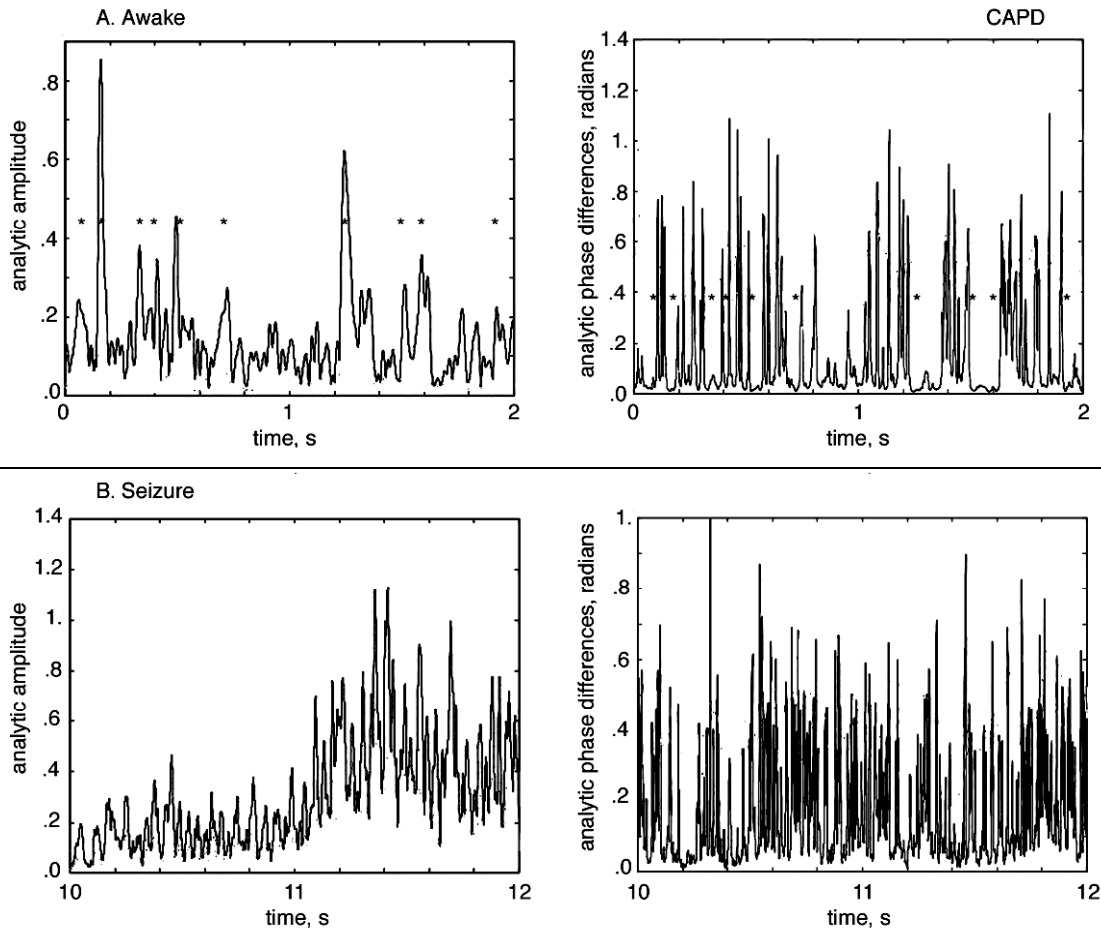 A. Awake
CAPD
analytic amplitude
.8
.6
.4
.2
.0
* * * * * * * * * *
0 1 2
time, s
analytic phase differences, radians
1.4
1.2
1.0
.8
.6
.4
.2
.0
* * * * * * * * * *
0 1 2
time, s
B. Seizure
analytic amplitude
1.4
1.2
1.
.8
.6
.4
.2
.0
10 11 12
time, s
analytic phase differences, radians
1.
.8
.6
.4
.2
.0
10 11 12
time, s